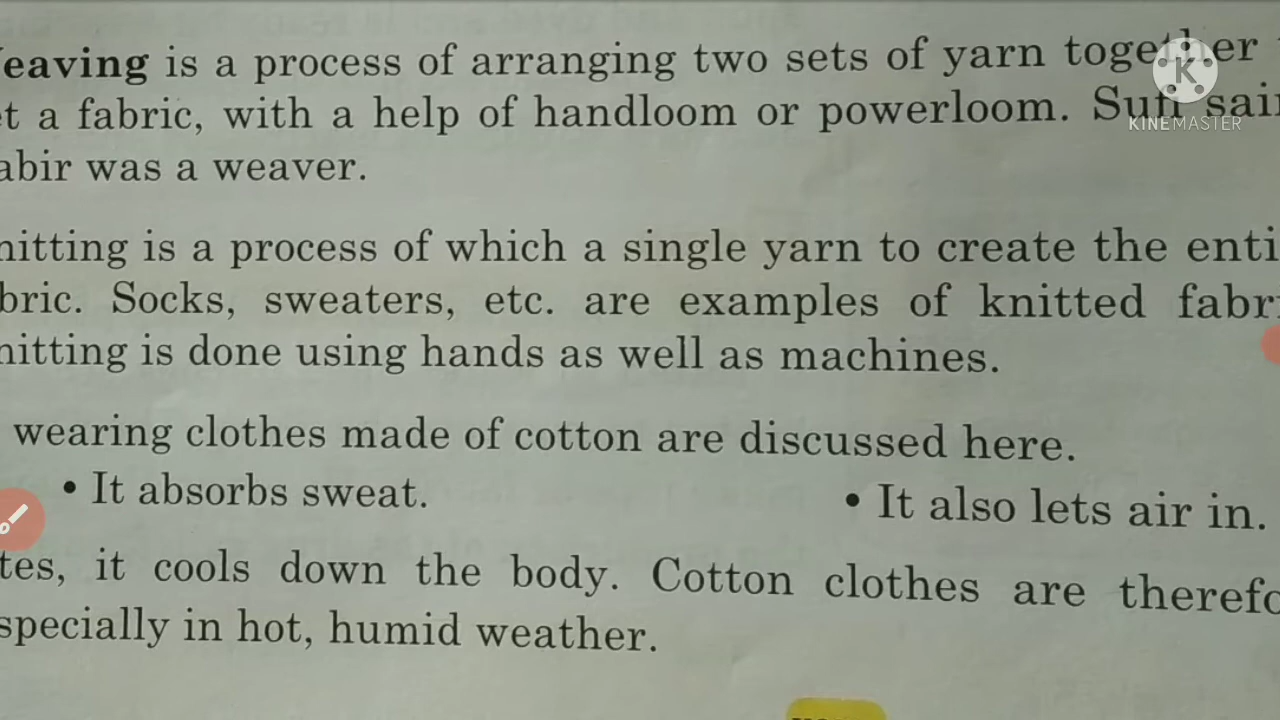 eaving is a process of arranging two sets of yarn together
t a fabric, with a help of handloom or powerloom. Sufi sain
abir was a weaver.
nitting is a process of which a single yarn to create the enti
bric. Socks, sweaters, etc. are examples of knitted fabri
nitting is done using hands as well as machines.
wearing clothes made of cotton are discussed here.
• It absorbs sweat. • It also lets air in.
tes, it cools down the body. Cotton clothes are therefo
specially in hot, humid weather.
K
KINEMASTER